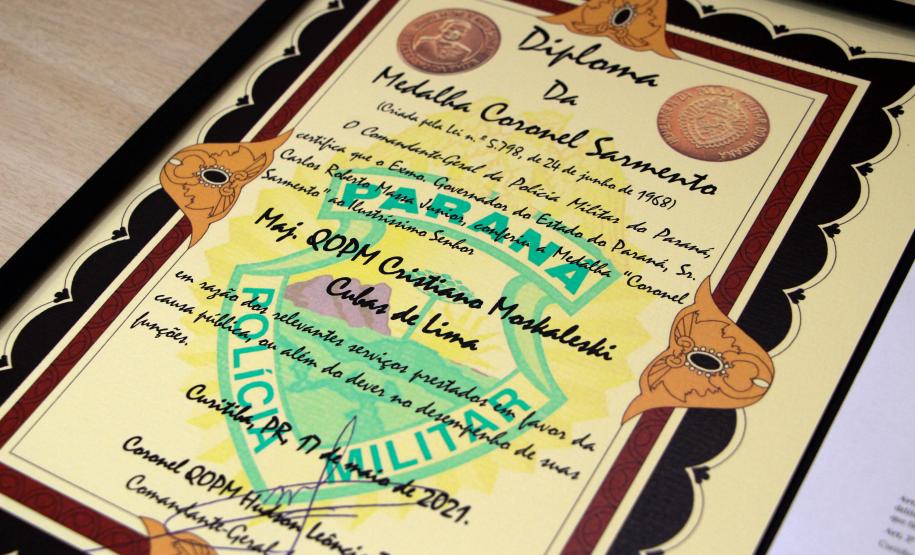 Diploma
Da
Medalha Coronel Sarmento
(Criada pela Lei n.º 5.798, de 24 de junho de 1968)
O Comandante-Geral da Polícia Militar do Paraná,
certifica que o Exmo. Governador do Estado do Paraná, Sr.
Carlos Roberto Massa Junior, conferiu a Medalha "Coronel
Sarmento" ao Ilustríssimo Senhor
Maj. QOPM Cristiano Moskaleski
Cubas de Lima
em razão dos relevantes serviços prestados em favor da
causa pública, ou além do dever no desempenho de suas
funções.
Curitiba, PR, 17 de maio de 2021.
Coronel QOPM Hudson
Comandante-Geral
PARANÁ
POLÍCIA
MILITAR